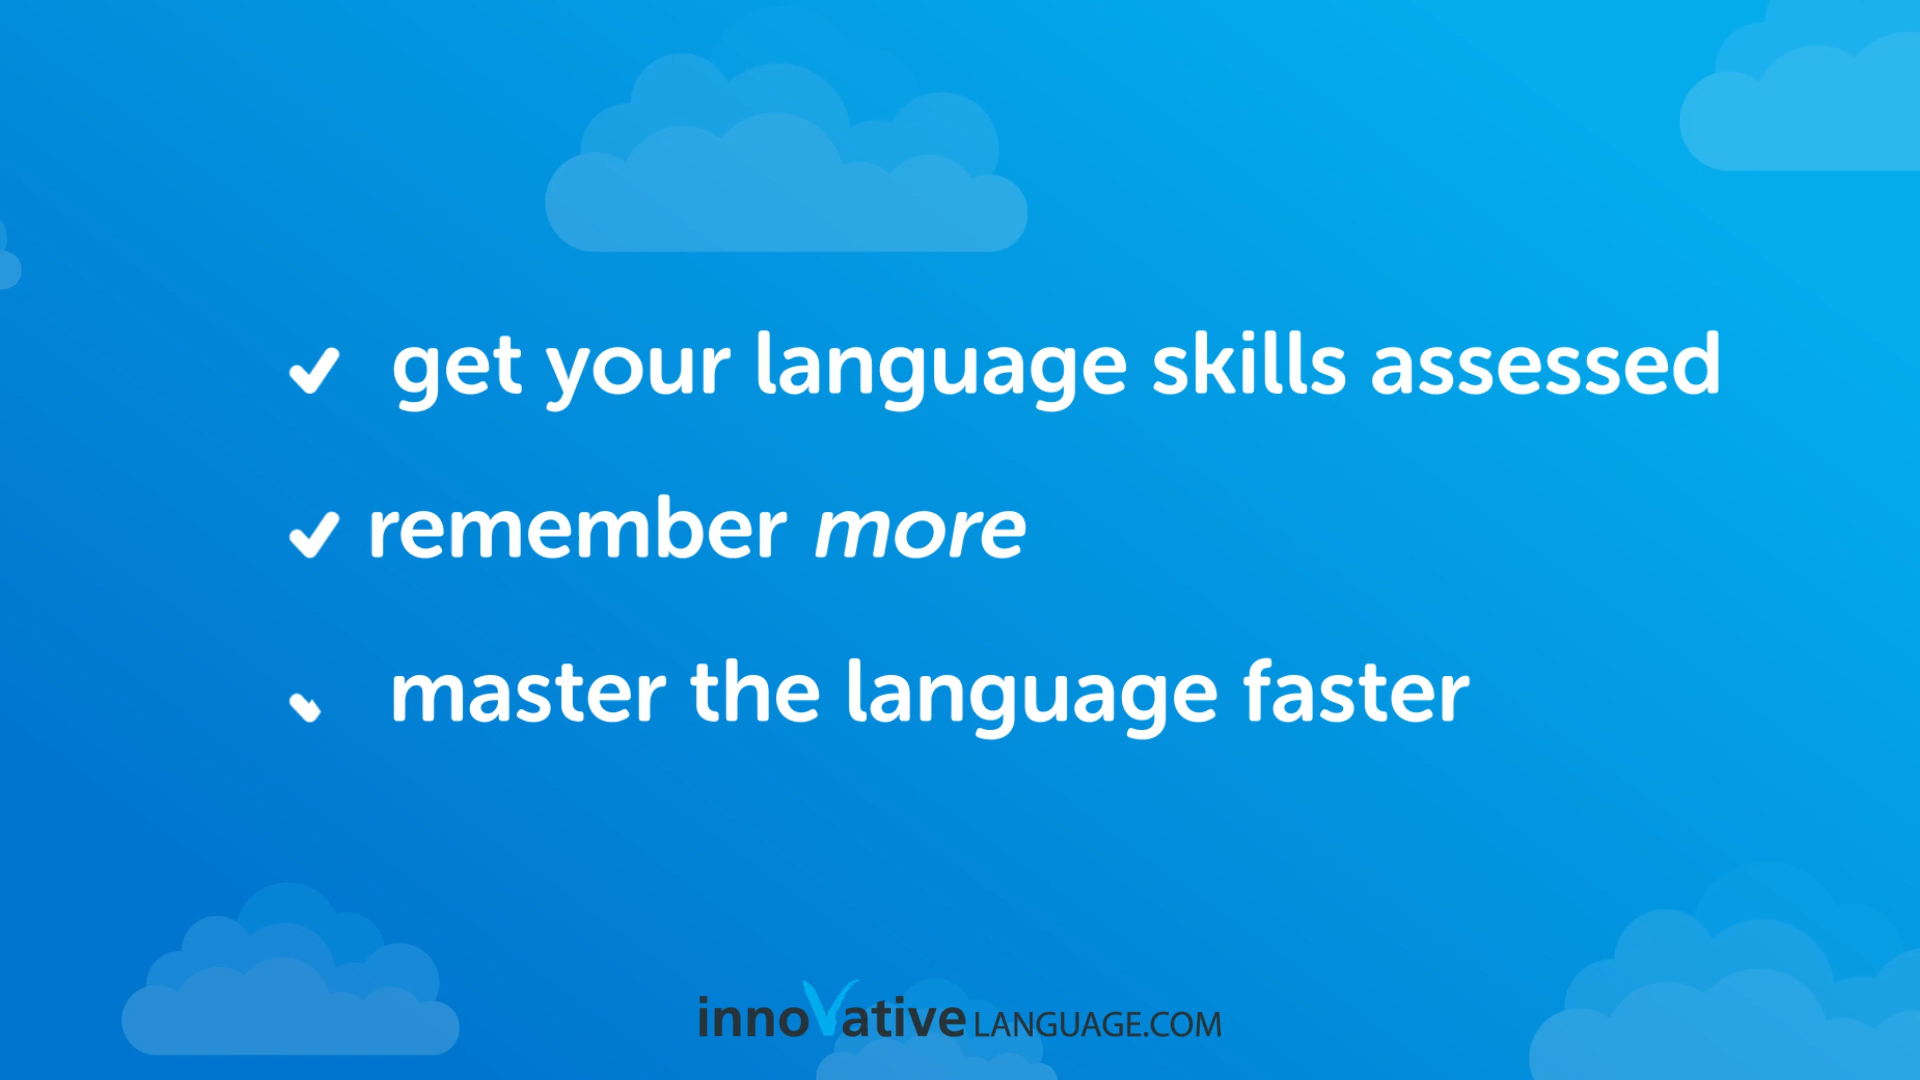 get your language skills assessed
remember more
master the language faster
innoVative LANGUAGE.COM